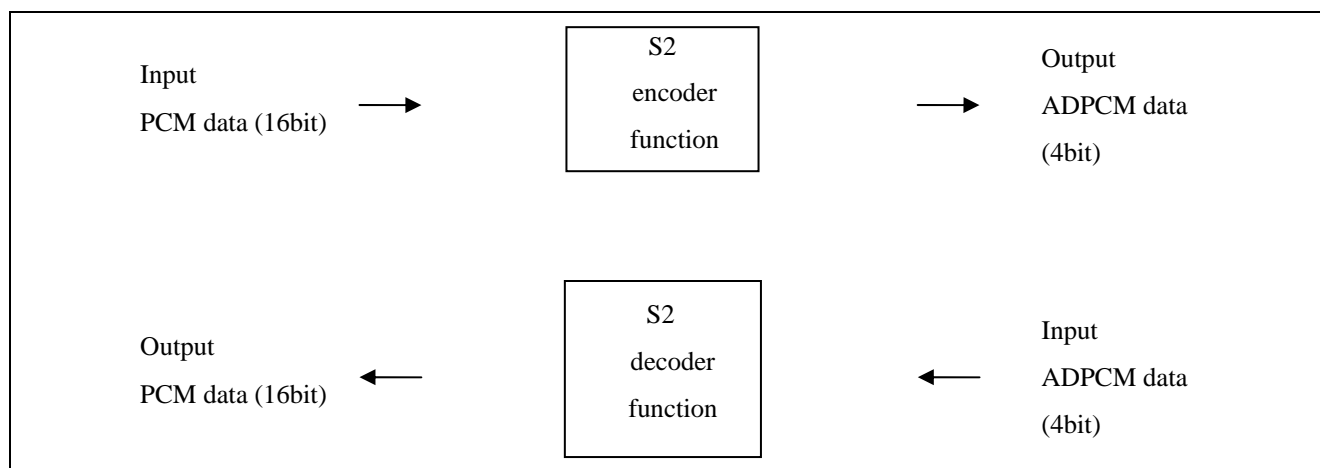 Input
PCM data (16bit)
S2
encoder
function
Output
ADPCM data
(4bit)
Output
PCM data (16bit)
S2
decoder
function
Input
ADPCM data
(4bit)